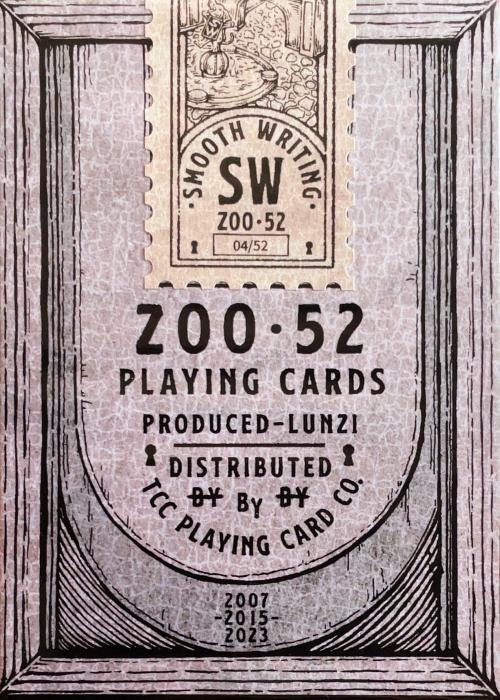 ·SMOOTH WRITING·
SW
ZOO·52
04/52
ZOO·52
PLAYING CARDS
PRODUCED-LUNZI
DISTRIBUTED
BY By BY
TCC PLAYING CARD CO.
2007
-2015-
2023